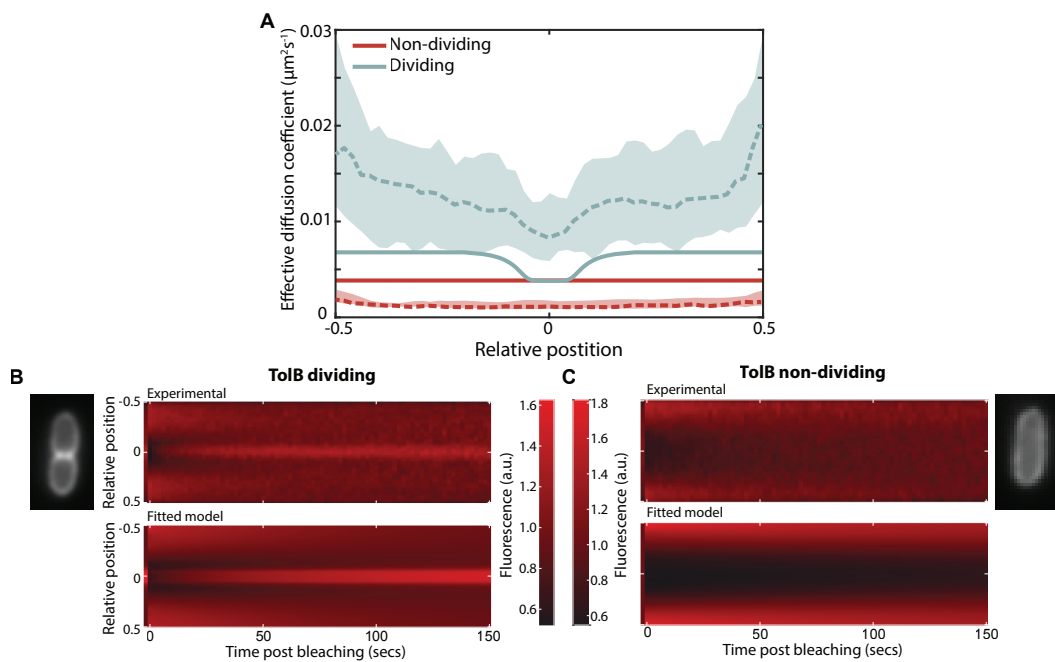 A
Effective diffusion coefficient (µm²s⁻¹)
0.03
0.02
0.01
0
Non-dividing
Dividing
-0.5
0
0.5
Relative postition
B
TolB dividing
Experimental
Relative position
-0.5
0
0.5
Fitted model
Relative position
-0.5
0
0.5
0
50
100
150
Time post bleaching (secs)
1.6
1.4
1.2
1.0
0.8
0.6
Fluorescence (a.u.)
C
TolB non-dividing
1.8
1.6
1.4
1.2
1.0
0.8
0.6
Fluorescence (a.u.)
Experimental
Fitted model
0
50
100
150
Time post bleaching (secs)